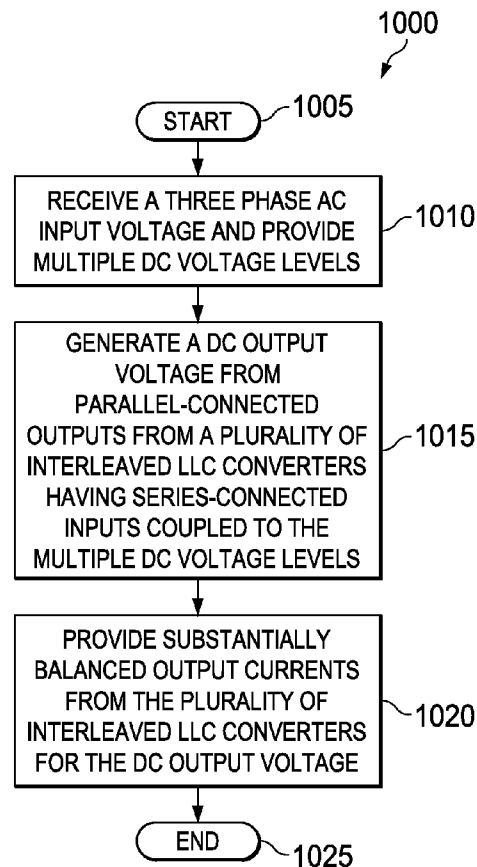 1000
START
1005
RECEIVE A THREE PHASE AC
INPUT VOLTAGE AND PROVIDE
MULTIPLE DC VOLTAGE LEVELS
1010
GENERATE A DC OUTPUT
VOLTAGE FROM
PARALLEL-CONNECTED
OUTPUTS FROM A PLURALITY OF
INTERLEAVED LLC CONVERTERS
HAVING SERIES-CONNECTED
INPUTS COUPLED TO THE
MULTIPLE DC VOLTAGE LEVELS
1015
PROVIDE SUBSTANTIALLY
BALANCED OUTPUT CURRENTS
FROM THE PLURALITY OF
INTERLEAVED LLC CONVERTERS
FOR THE DC OUTPUT VOLTAGE
1020
END
1025